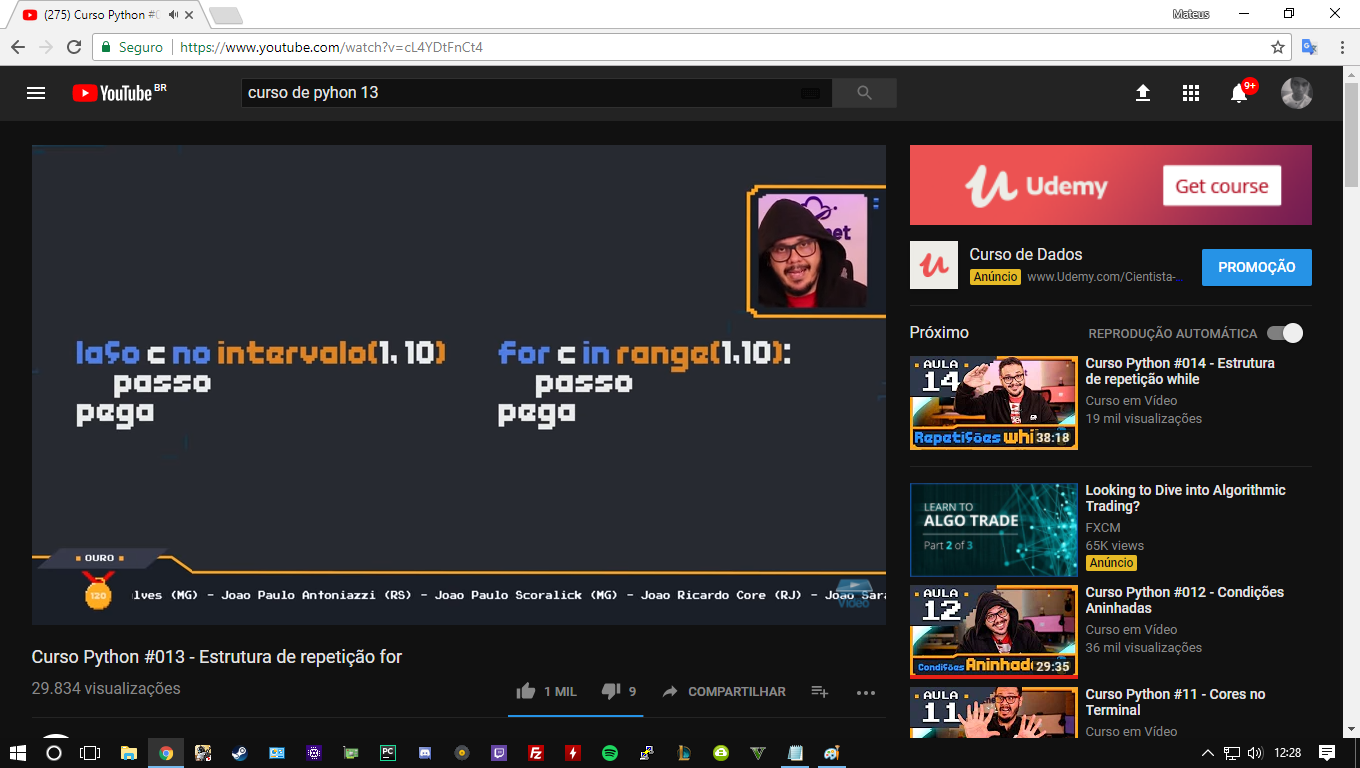 (275) Curso Python #0
Mateus
Seguro
https://www.youtube.com/watch?v=cL4YDtFnCt4
YouTube BR
curso de pyhon 13
9+
laço c no intervalo(1, 10)
passo
pega
for c in range(1,10):
passo
pega
OURO
120
lves (MG) - Joao Paulo Antoniazzi (RS) - Joao Paulo Scoralick (MG) - Joao Ricardo Core (RJ) - Joao Sara
VIDEO
Curso Python #013 - Estrutura de repetição for
29.834 visualizações
1 MIL
9
COMPARTILHAR
Udemy
Get course
Curso de Dados
Anúncio www.Udemy.com/Cientista-...
PROMOÇÃO
Próximo
REPRODUÇÃO AUTOMÁTICA
AULA
14
Repetições whi
38:18
Curso Python #014 - Estrutura
de repetição while
Curso em Vídeo
19 mil visualizações
LEARN TO
ALGO TRADE
Part 2 of 3
Looking to Dive into Algorithmic
Trading?
FXCM
65K views
Anúncio
AULA
12
Condições Aninhad
29:35
Curso Python #012 - Condições
Aninhadas
Curso em Vídeo
36 mil visualizações
AULA
11
Curso Python #11 - Cores no
Terminal
Curso em Vídeo
PC
12:28